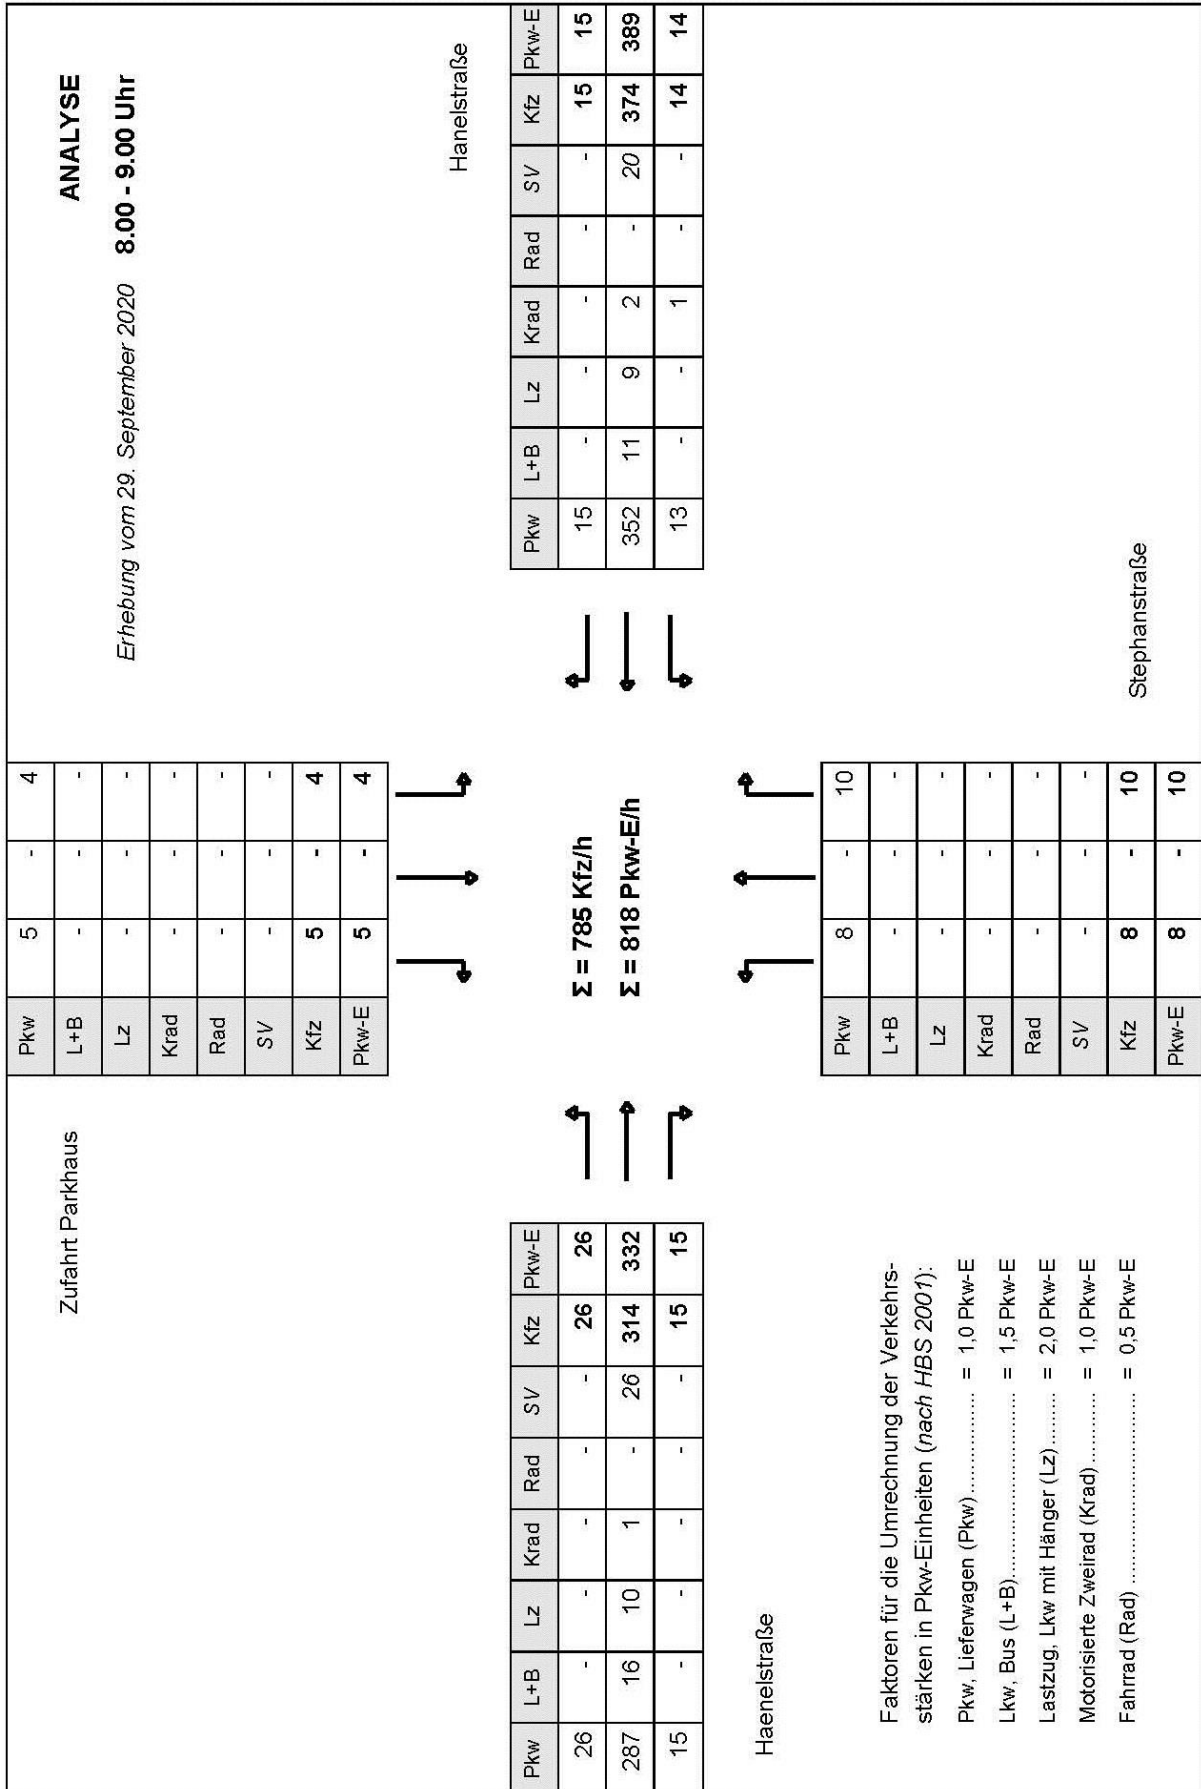 ANALYSE
Erhebung vom 29. September 2020 8.00 - 9.00 Uhr
Zufahrt Parkhaus
Pkw 5 - 4
L+B - - -
Lz - - -
Krad - - -
Rad - - -
SV - - -
Kfz 5 - 4
Pkw-E 5 - 4
Hanelstraße
Pkw L+B Lz Krad Rad SV Kfz Pkw-E
26 - - - - - 26 26
287 16 10 1 - 26 314 332
15 - - - - - 15 15
Σ = 785 Kfz/h
Σ = 818 Pkw-E/h
Pkw L+B Lz Krad Rad SV Kfz Pkw-E
15 - - - - - 15 15
352 11 9 2 - 20 374 389
13 - - 1 - - 14 14
Haenelstraße
Faktoren für die Umrechnung der Verkehrs-
stärken in Pkw-Einheiten (nach HBS 2001):
Pkw, Lieferwagen (Pkw)................ = 1,0 Pkw-E
Lkw, Bus (L+B)............................... = 1,5 Pkw-E
Lastzug, Lkw mit Hänger (Lz)......... = 2,0 Pkw-E
Motorisierte Zweirad (Krad)............ = 1,0 Pkw-E
Fahrrad (Rad) ................................. = 0,5 Pkw-E
Pkw 8 - 10
L+B - - -
Lz - - -
Krad - - -
Rad - - -
SV - - -
Kfz 8 - 10
Pkw-E 8 - 10
Stephanstraße